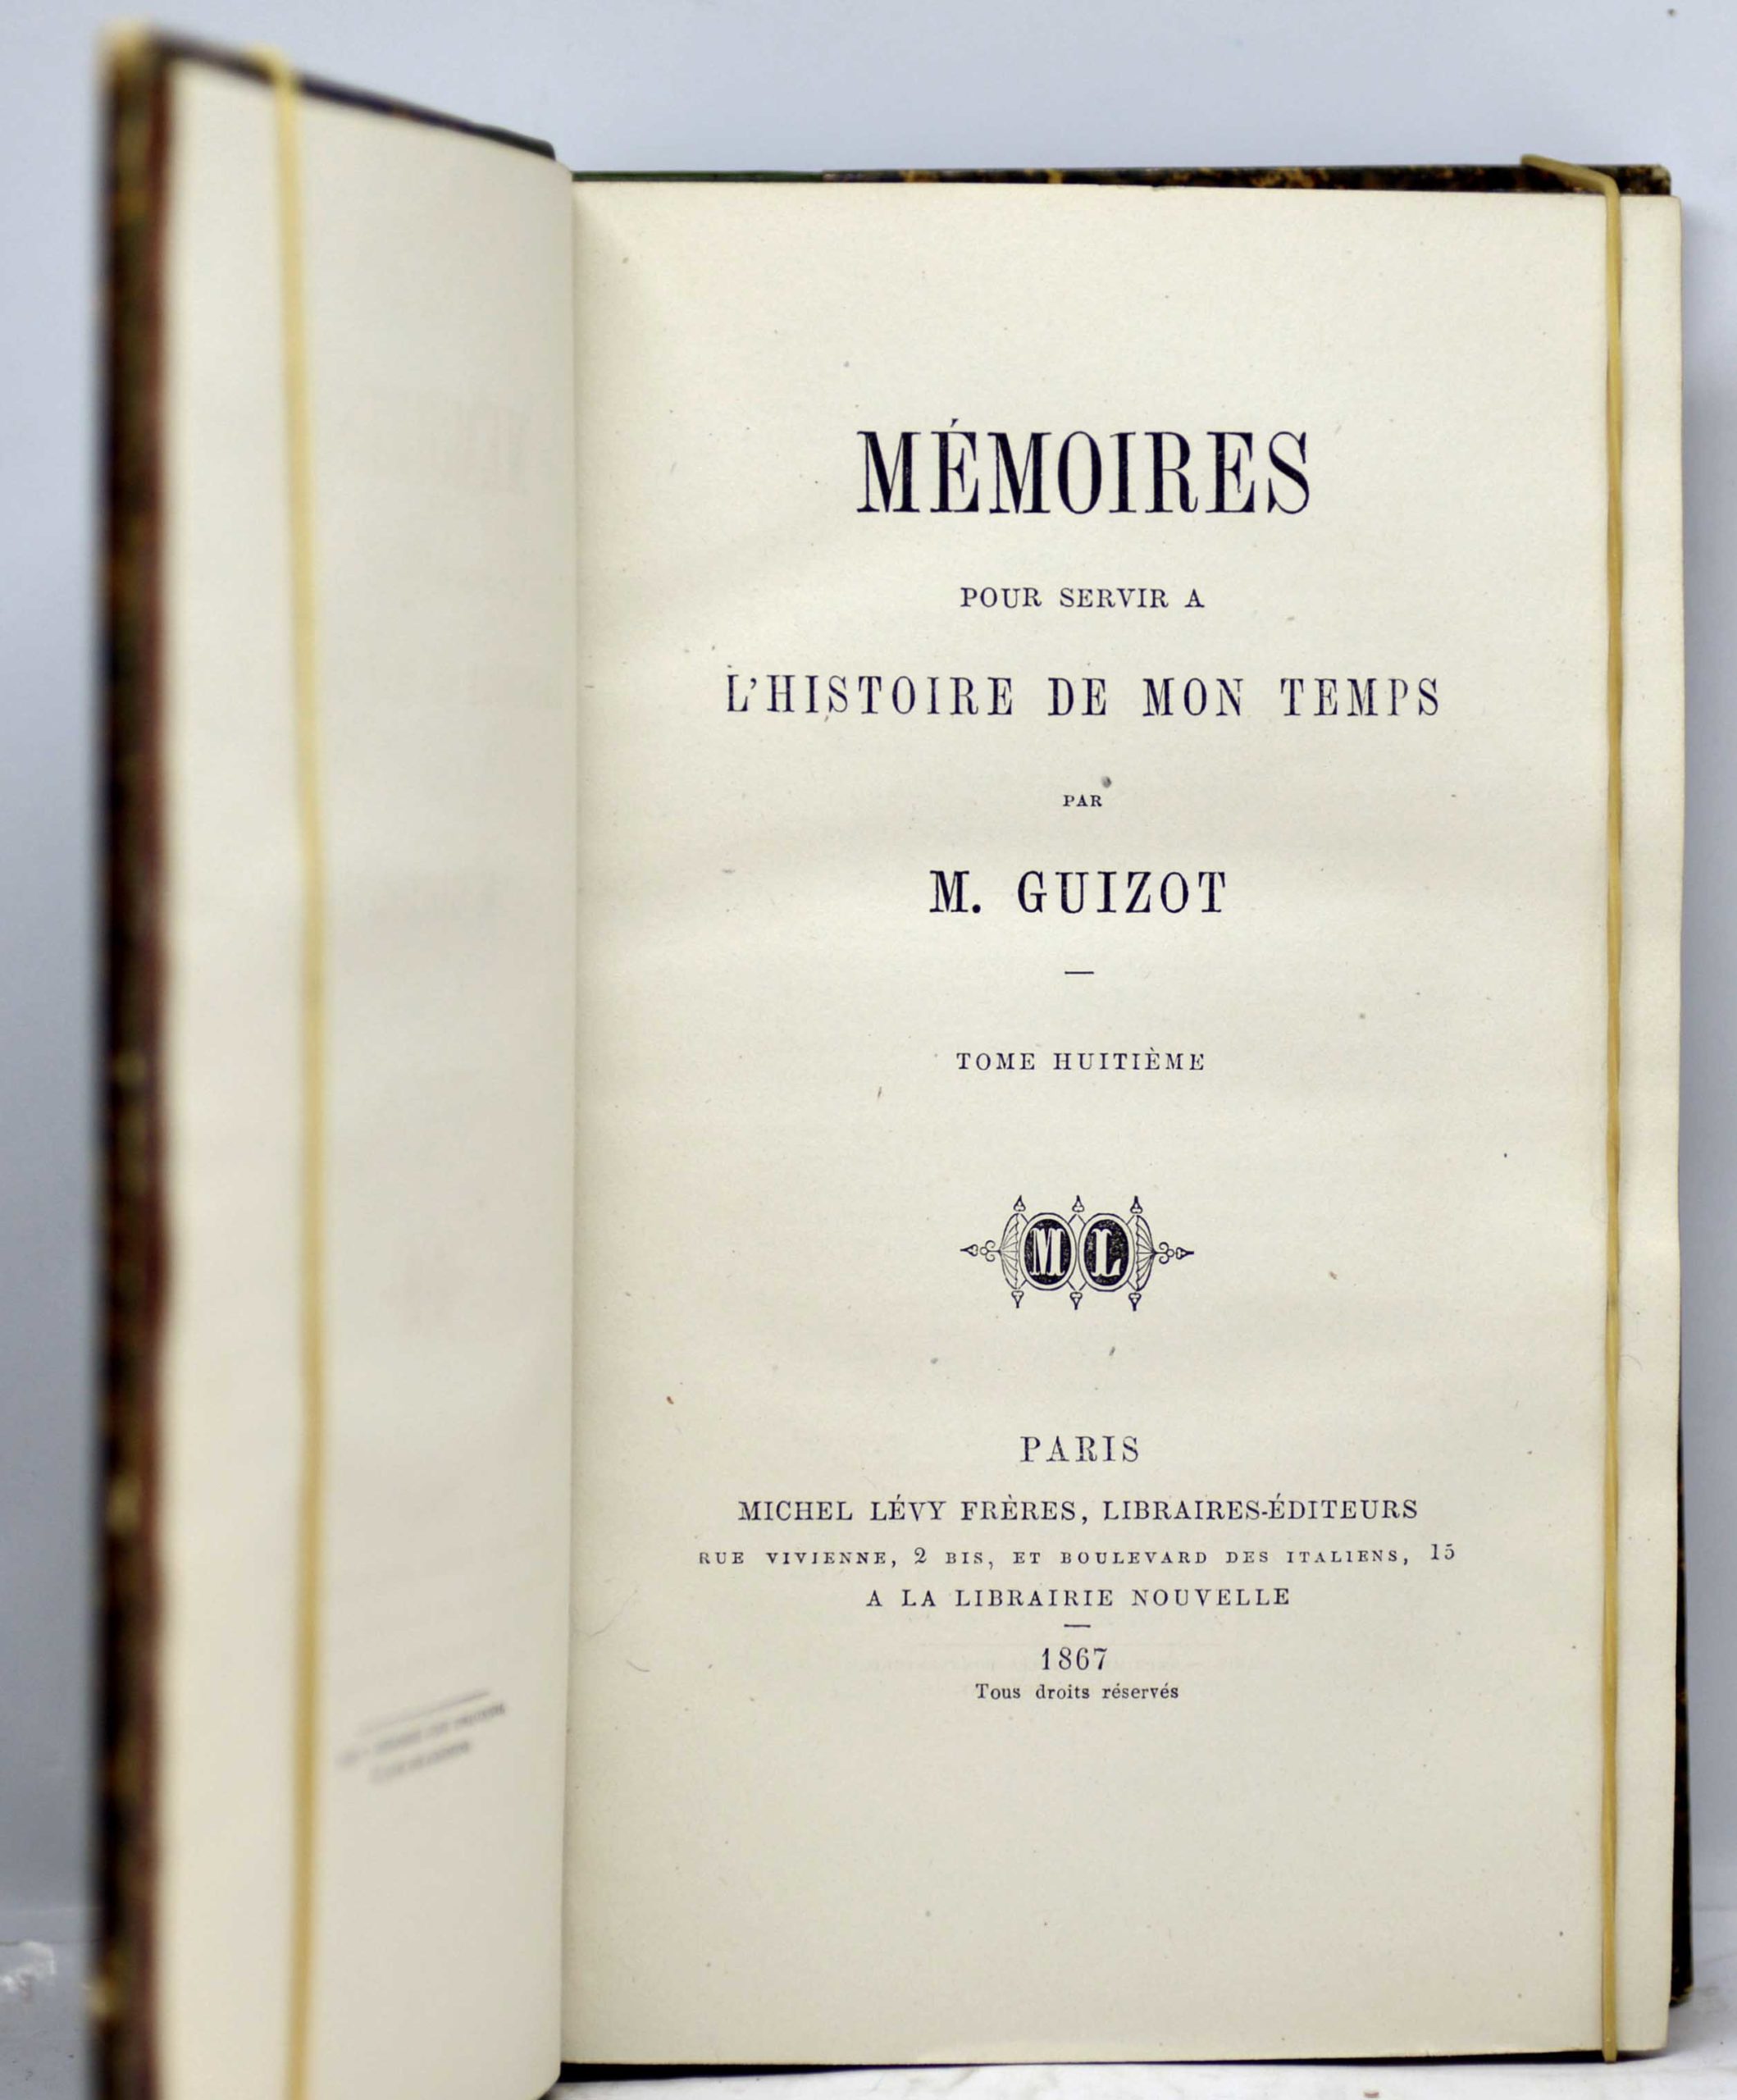 MÉMOIRES
POUR SERVIR A
L'HISTOIRE DE MON TEMPS
PAR
M. GUIZOT
TOME HUITIÈME
ML
PARIS
MICHEL LÉVY FRÈRES, LIBRAIRES-ÉDITEURS
RUE VIVIENNE, 2 BIS, ET BOULEVARD DES ITALIENS, 15
A LA LIBRAIRIE NOUVELLE
1867
Tous droits réservés